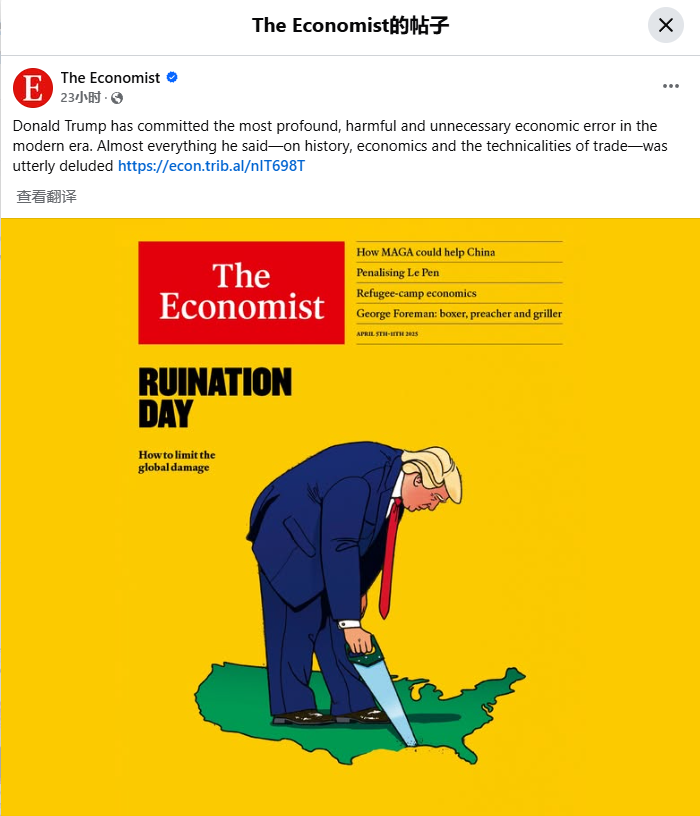 The Economist的帖子
The Economist
23小时 ·
Donald Trump has committed the most profound, harmful and unnecessary economic error in the
modern era. Almost everything he said—on history, economics and the technicalities of trade—was
utterly deluded https://econ.trib.al/nIT698T
查看翻译
The
Economist
How MAGA could help China
Penalising Le Pen
Refugee-camp economics
George Foreman: boxer, preacher and griller
APRIL 5TH–11TH 2025
RUINATION
DAY
How to limit the
global damage